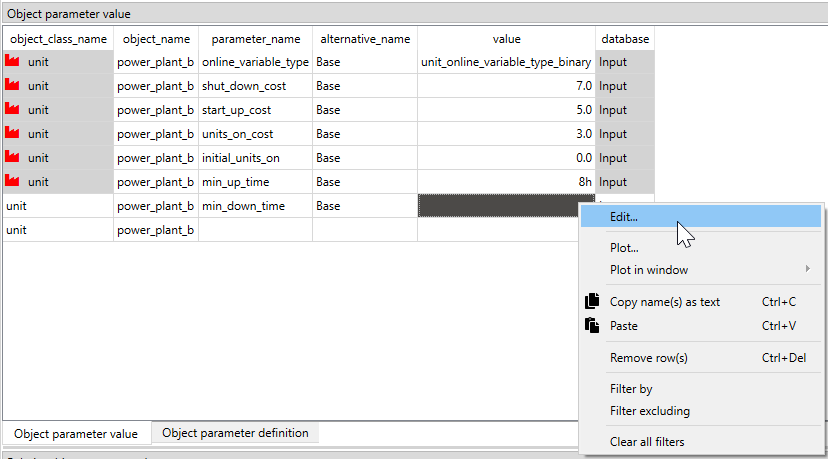 Object parameter value
object_class_name object_name parameter_name alternative_name value database
unit power_plant_b online_variable_type Base unit_online_variable_type_binary Input
unit power_plant_b shut_down_cost Base 7.0 Input
unit power_plant_b start_up_cost Base 5.0 Input
unit power_plant_b units_on_cost Base 3.0 Input
unit power_plant_b initial_units_on Base 0.0 Input
unit power_plant_b min_up_time Base 8h Input
unit power_plant_b min_down_time Base
unit power_plant_b
Edit...
Plot...
Plot in window
Copy name(s) as text Ctrl+C
Paste Ctrl+V
Remove row(s) Ctrl+Del
Filter by
Filter excluding
Clear all filters
Object parameter value Object parameter definition